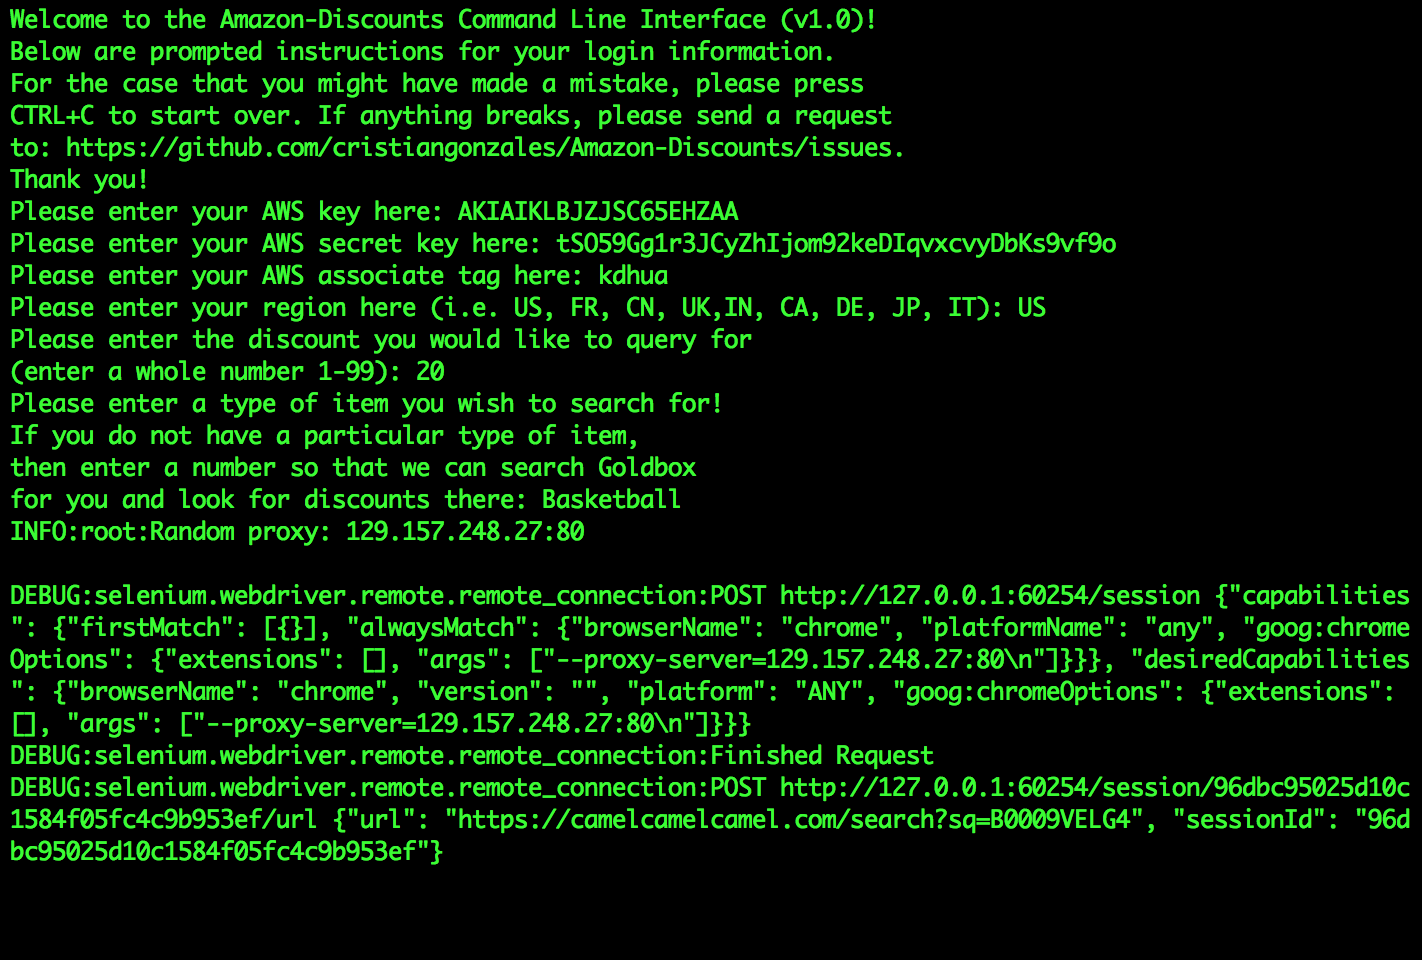 Welcome to the Amazon-Discounts Command Line Interface (v1.0)!
Below are prompted instructions for your login information.
For the case that you might have made a mistake, please press
CTRL+C to start over. If anything breaks, please send a request
to: https://github.com/cristiangonzales/Amazon-Discounts/issues.
Thank you!
Please enter your AWS key here: AKIAIKLBJZJSC65EHZAA
Please enter your AWS secret key here: tSO59Gg1r3JCyZhIjom92keDIqvxcvyDbKs9vf9o
Please enter your AWS associate tag here: kdhua
Please enter your region here (i.e. US, FR, CN, UK,IN, CA, DE, JP, IT): US
Please enter the discount you would like to query for
(enter a whole number 1-99): 20
Please enter a type of item you wish to search for!
If you do not have a particular type of item,
then enter a number so that we can search Goldbox
for you and look for discounts there: Basketball
INFO:root:Random proxy: 129.157.248.27:80
DEBUG:selenium.webdriver.remote.remote_connection:POST http://127.0.0.1:60254/session {"capabilities
": {"firstMatch": [{}], "alwaysMatch": {"browserName": "chrome", "platformName": "any", "goog:chrome
Options": {"extensions": [], "args": ["--proxy-server=129.157.248.27:80\n"]}}}, "desiredCapabilities
": {"browserName": "chrome", "version": "", "platform": "ANY", "goog:chromeOptions": {"extensions":
[], "args": ["--proxy-server=129.157.248.27:80\n"]}}}
DEBUG:selenium.webdriver.remote.remote_connection:Finished Request
DEBUG:selenium.webdriver.remote.remote_connection:POST http://127.0.0.1:60254/session/96dbc95025d10c
1584f05fc4c9b953ef/url {"url": "https://camelcamelcamel.com/search?sq=B0009VELG4", "sessionId": "96d
bc95025d10c1584f05fc4c9b953ef"}